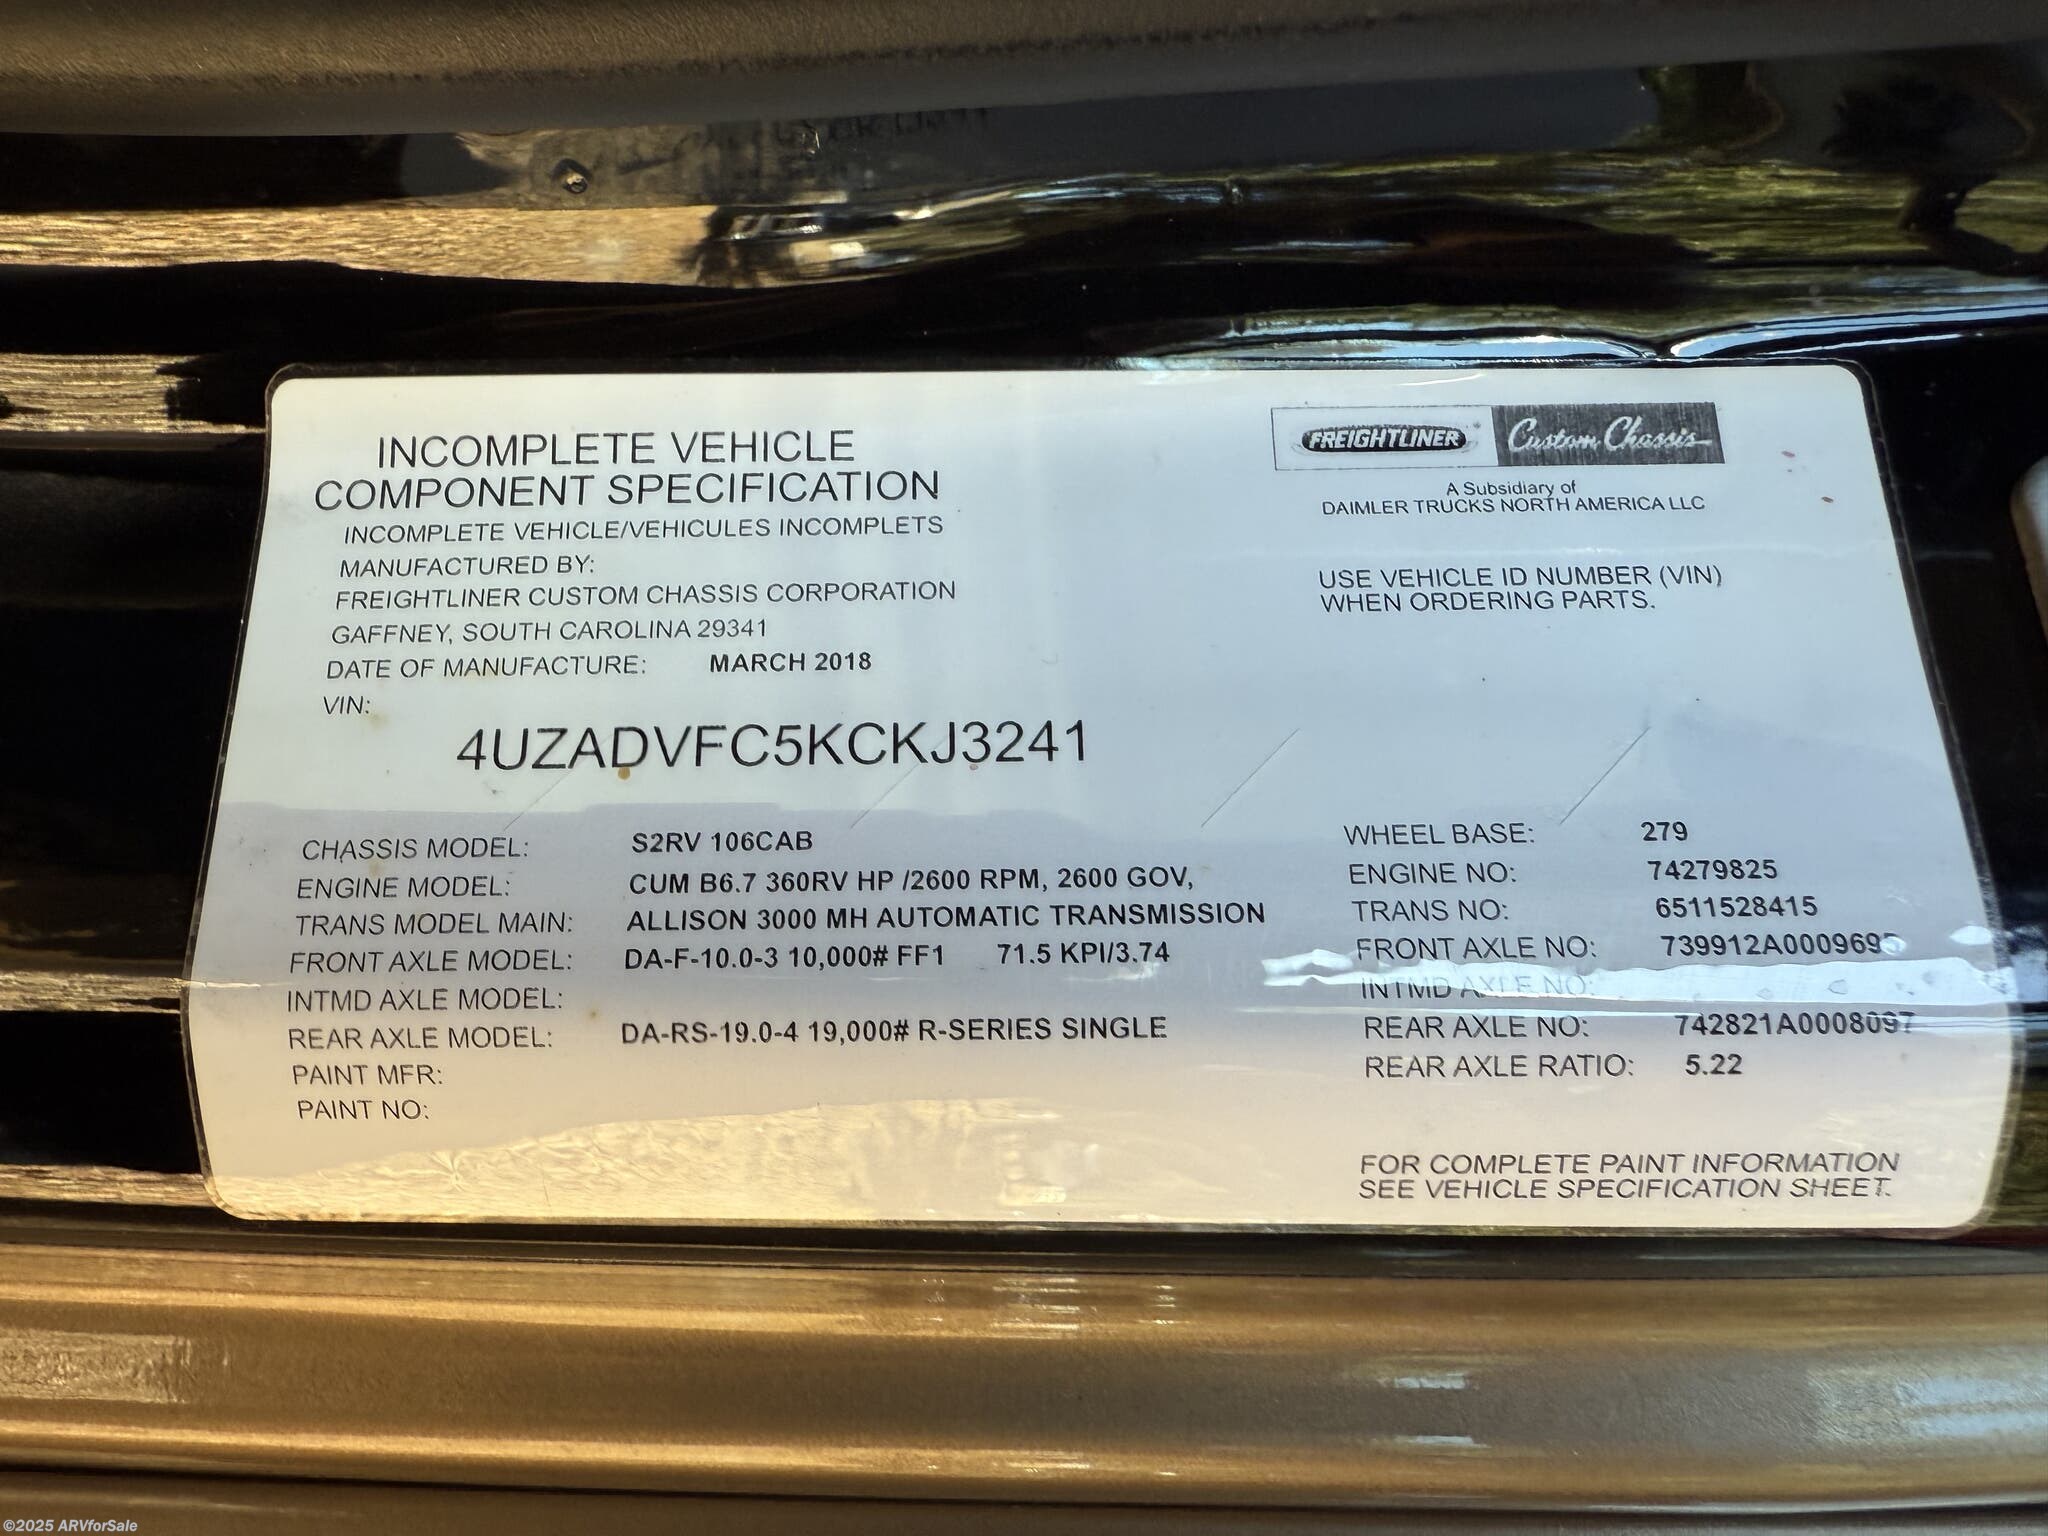 INCOMPLETE VEHICLE
COMPONENT SPECIFICATION
INCOMPLETE VEHICLE/VEHICULES INCOMPLETS
MANUFACTURED BY:
FREIGHTLINER CUSTOM CHASSIS CORPORATION
GAFFNEY, SOUTH CAROLINA 29341
DATE OF MANUFACTURE: MARCH 2018
VIN:
4UZADVFC5KCKJ3241
FREIGHTLINER Custom Chassis
A Subsidiary of
DAIMLER TRUCKS NORTH AMERICA LLC
USE VEHICLE ID NUMBER (VIN)
WHEN ORDERING PARTS.
CHASSIS MODEL: S2RV 106CAB
ENGINE MODEL: CUM B6.7 360RV HP /2600 RPM, 2600 GOV,
TRANS MODEL MAIN: ALLISON 3000 MH AUTOMATIC TRANSMISSION
FRONT AXLE MODEL: DA-F-10.0-3 10,000# FF1 71.5 KPI/3.74
INTMD AXLE MODEL:
REAR AXLE MODEL: DA-RS-19.0-4 19,000# R-SERIES SINGLE
PAINT MFR:
PAINT NO:
WHEEL BASE: 279
ENGINE NO: 74279825
TRANS NO: 6511528415
FRONT AXLE NO:
INTMD AXLE NO:
REAR AXLE NO: 742821A0008097
REAR AXLE RATIO: 5.22
FOR COMPLETE PAINT INFORMATION
SEE VEHICLE SPECIFICATION SHEET.
©2025 ARVforSale